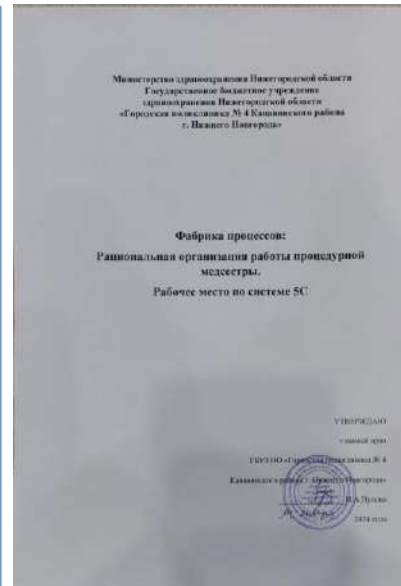 Министерство здравоохранения Нижегородской области
Государственное бюджетное учреждение
здравоохранения Нижегородской области
«Городская поликлиника № 4 Канавинского района
г. Нижнего Новгорода»
Фабрика процессов:
Рациональная организация работы процедурной
медсестры.
Рабочее место по системе 5С
УТВЕРЖДАЮ
главный врач
ГБУЗ НО «Городская поликлиника № 4
Канавинского района г. Нижнего Новгорода»
2024 года